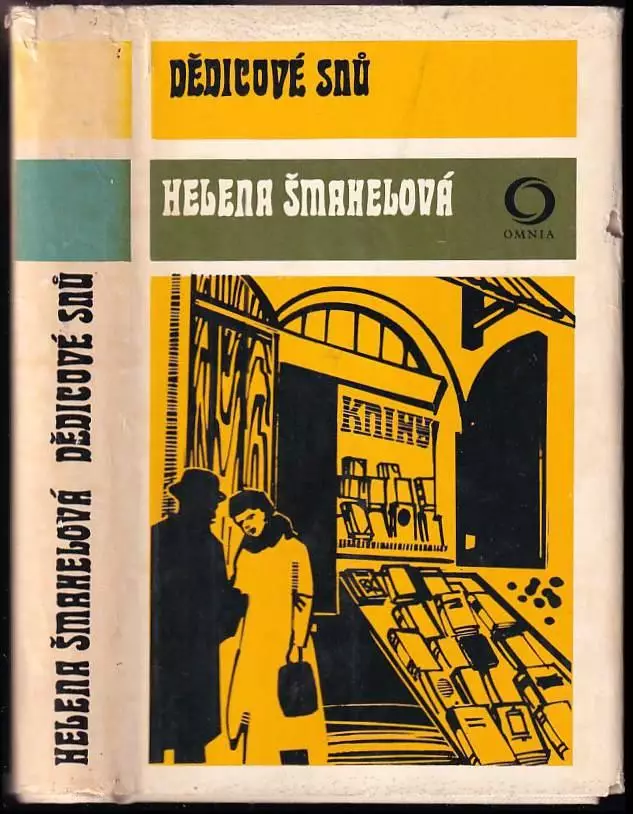 DĚDICOVÉ SNŮ
HELENA ŠMAHELOVÁ
OMNIA
KNIHY
HELENA ŠMAHELOVÁ DĚDICOVÉ SNŮ